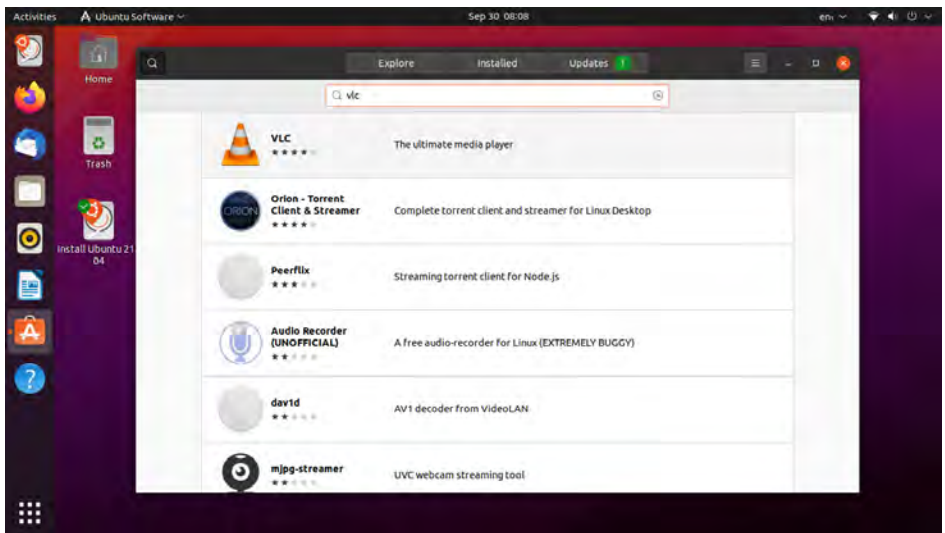 Activities
Ubuntu Software
Sep 30 08:08
en₁
Home
Trash
Install Ubuntu 21
04
Explore
Installed
Updates
vlc
VLC
The ultimate media player
ORION
Orion - Torrent
Client & Streamer
Complete torrent client and streamer for Linux Desktop
Peerflix
Streaming torrent client for Node.js
Audio Recorder
(UNOFFICIAL)
A free audio-recorder for Linux (EXTREMELY BUGGY)
dav1d
AV1 decoder from VideoLAN
mjpg-streamer
UVC webcam streaming tool